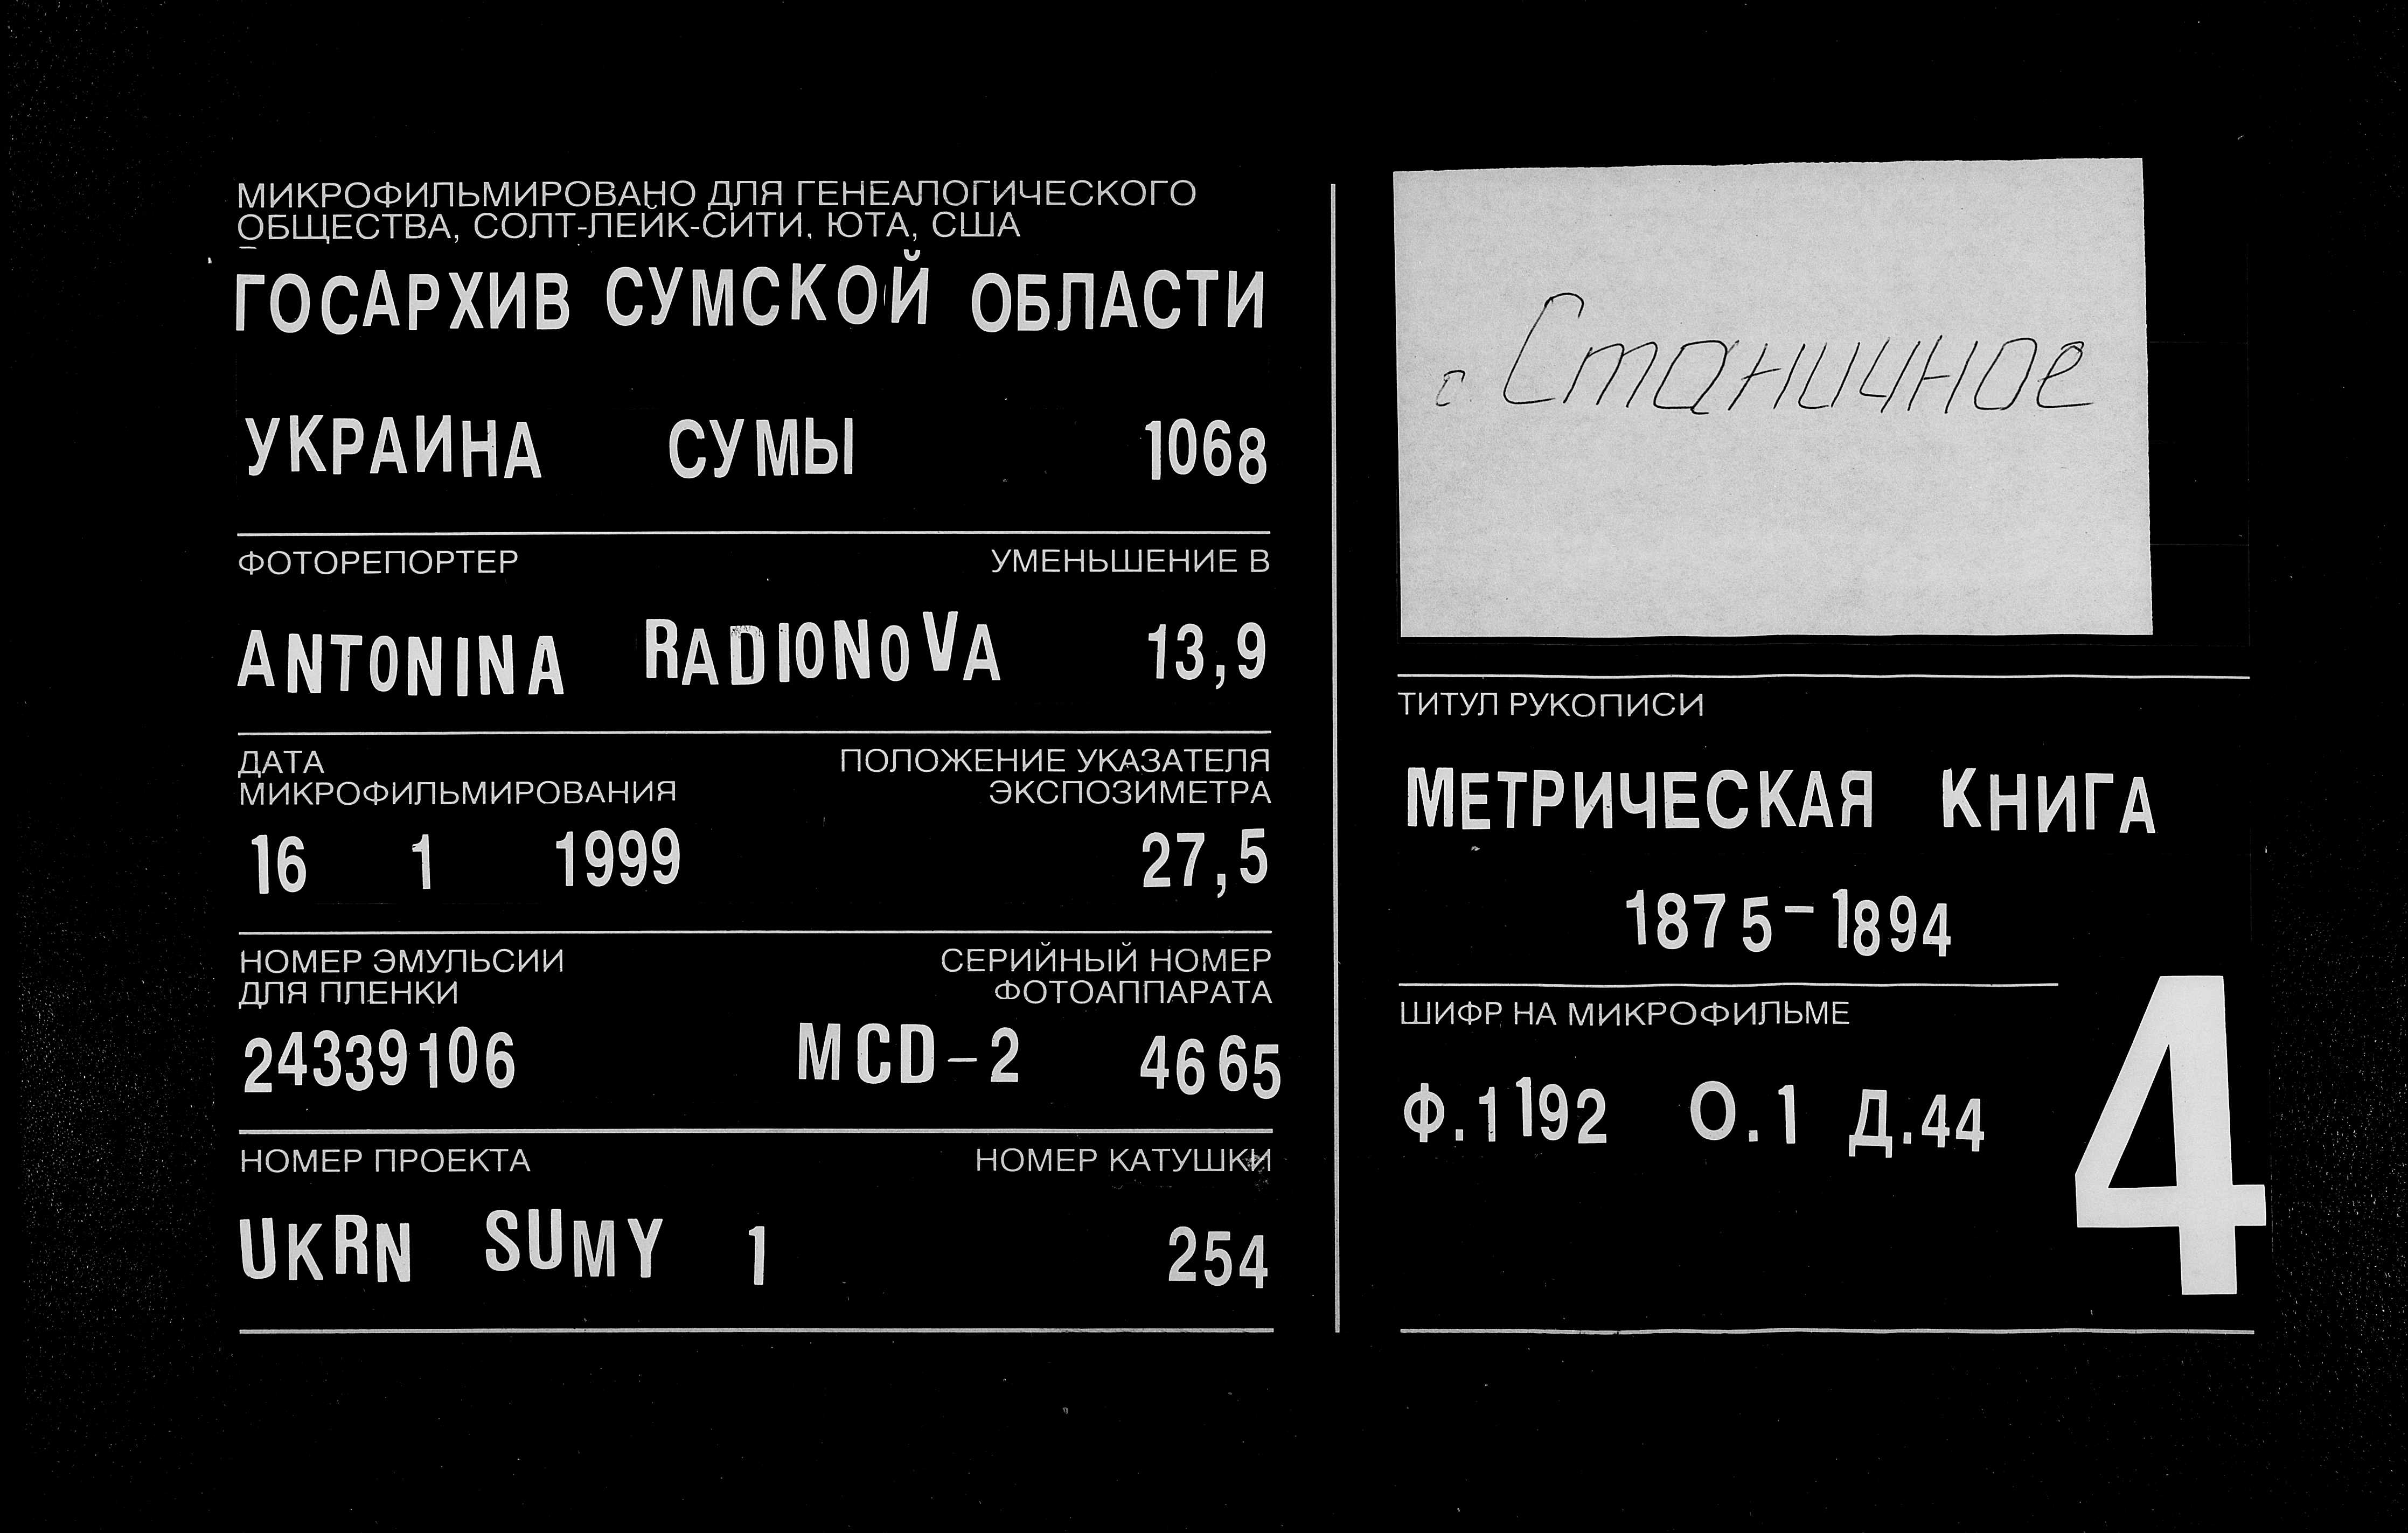 МИКРОФИЛЬМИРОВАНО ДЛЯ ГЕНЕАЛОГИЧЕСКОГО
ОБЩЕСТВА, СОЛТ-ЛЕЙК-СИТИ, ЮТА, США
ГОСАРХИВ СУМСКОЙ ОБЛАСТИ
УКРАИНА СУМЫ 1068
ФОТОРЕПОРТЕР УМЕНЬШЕНИЕ В
ANTONINA RADIONOVA 13,9
ДАТА ПОЛОЖЕНИЕ УКАЗАТЕЛЯ
МИКРОФИЛЬМИРОВАНИЯ ЭКСПОЗИМЕТРА
16 1 1999 27,5
НОМЕР ЭМУЛЬСИИ СЕРИЙНЫЙ НОМЕР
ДЛЯ ПЛЕНКИ ФОТОАППАРАТА
24339106 MCD-2 4665
НОМЕР ПРОЕКТА НОМЕР КАТУШКИ
UKRN SUMY 1 254
с. Станичное
ТИТУЛ РУКОПИСИ
МЕТРИЧЕСКАЯ КНИГА
1875-1894
ШИФР НА МИКРОФИЛЬМЕ
Ф.1192 О.1 Д.44
4